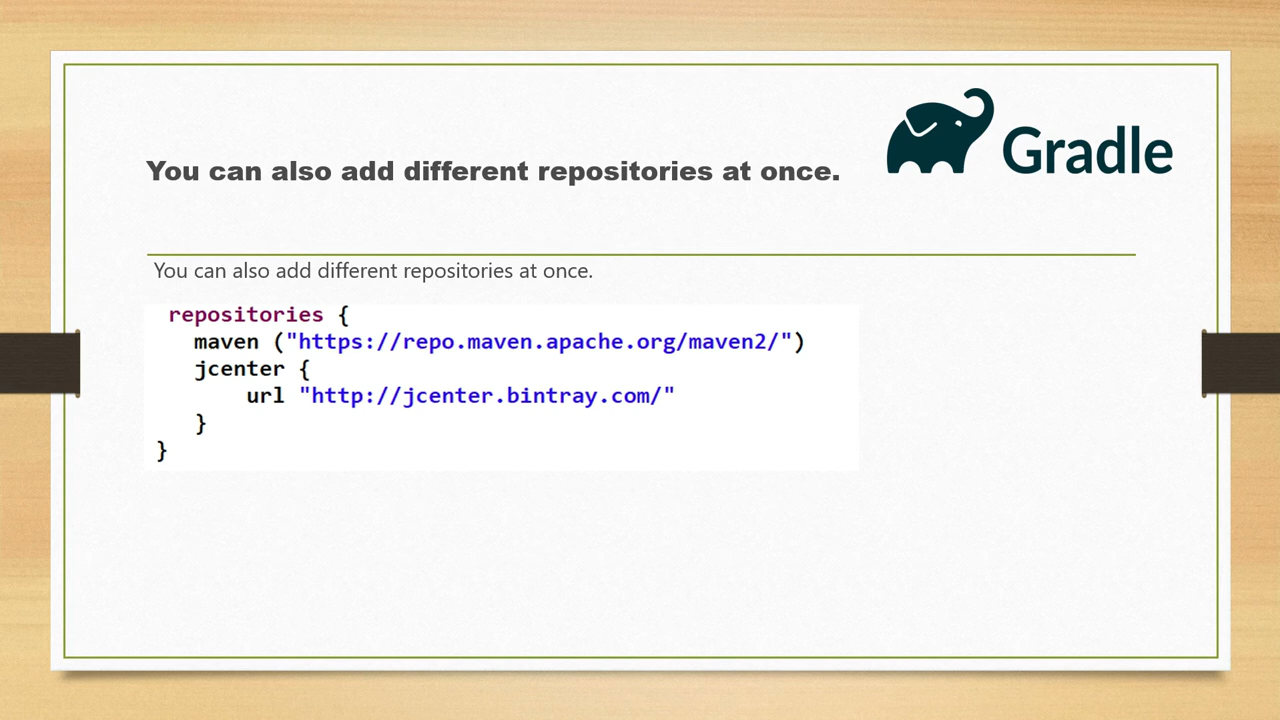 Gradle
You can also add different repositories at once.
You can also add different repositories at once.
repositories {
maven ("https://repo.maven.apache.org/maven2/")
jcenter {
url "http://jcenter.bintray.com/"
}
}